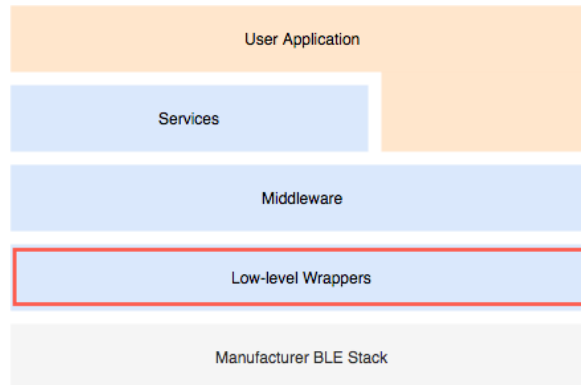 User Application
Services
Middleware
Low-level Wrappers
Manufacturer BLE Stack